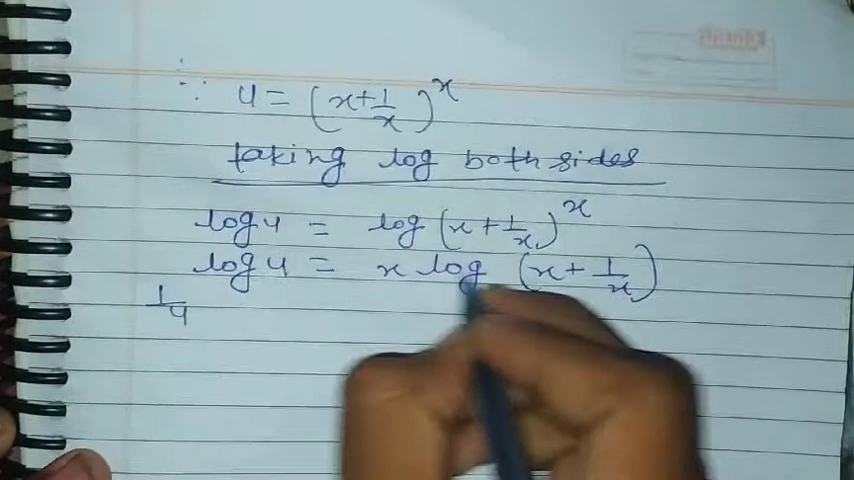 ∵ u = (x + 1/x)^x
taking log both sides
log u = log (x + 1/x)^x
log u = x log (x + 1/x)
1/u